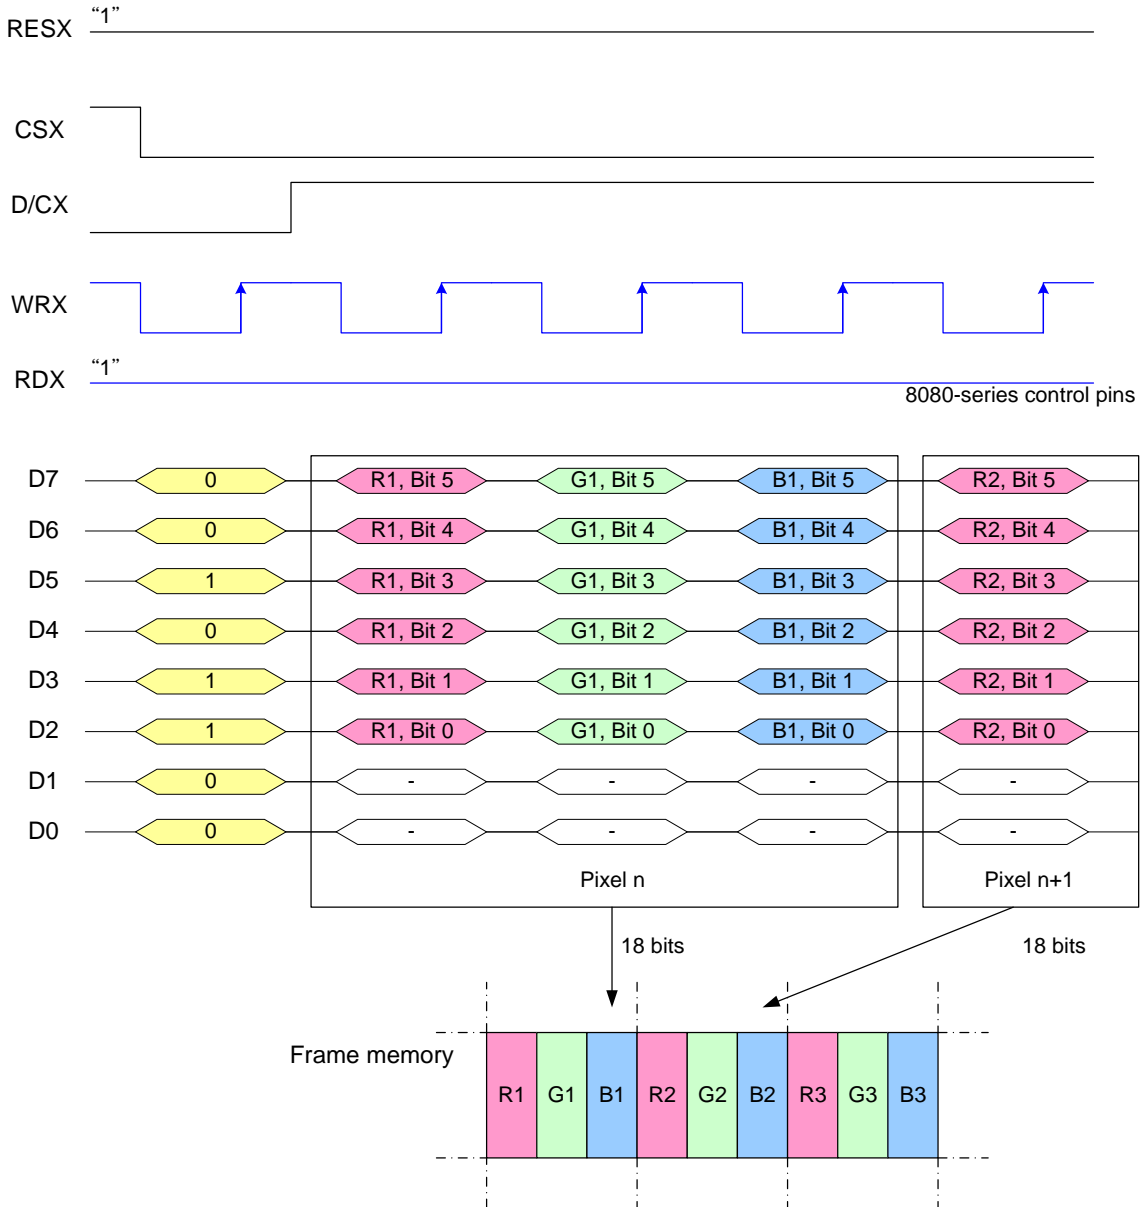 RESX “1”
CSX
D/CX
WRX
RDX “1”
8080-series control pins
D7 0 R1, Bit 5 G1, Bit 5 B1, Bit 5 R2, Bit 5
D6 0 R1, Bit 4 G1, Bit 4 B1, Bit 4 R2, Bit 4
D5 1 R1, Bit 3 G1, Bit 3 B1, Bit 3 R2, Bit 3
D4 0 R1, Bit 2 G1, Bit 2 B1, Bit 2 R2, Bit 2
D3 1 R1, Bit 1 G1, Bit 1 B1, Bit 1 R2, Bit 1
D2 1 R1, Bit 0 G1, Bit 0 B1, Bit 0 R2, Bit 0
D1 0 - - - -
D0 0 - - - -
Pixel n Pixel n+1
18 bits 18 bits
Frame memory
R1 G1 B1 R2 G2 B2 R3 G3 B3